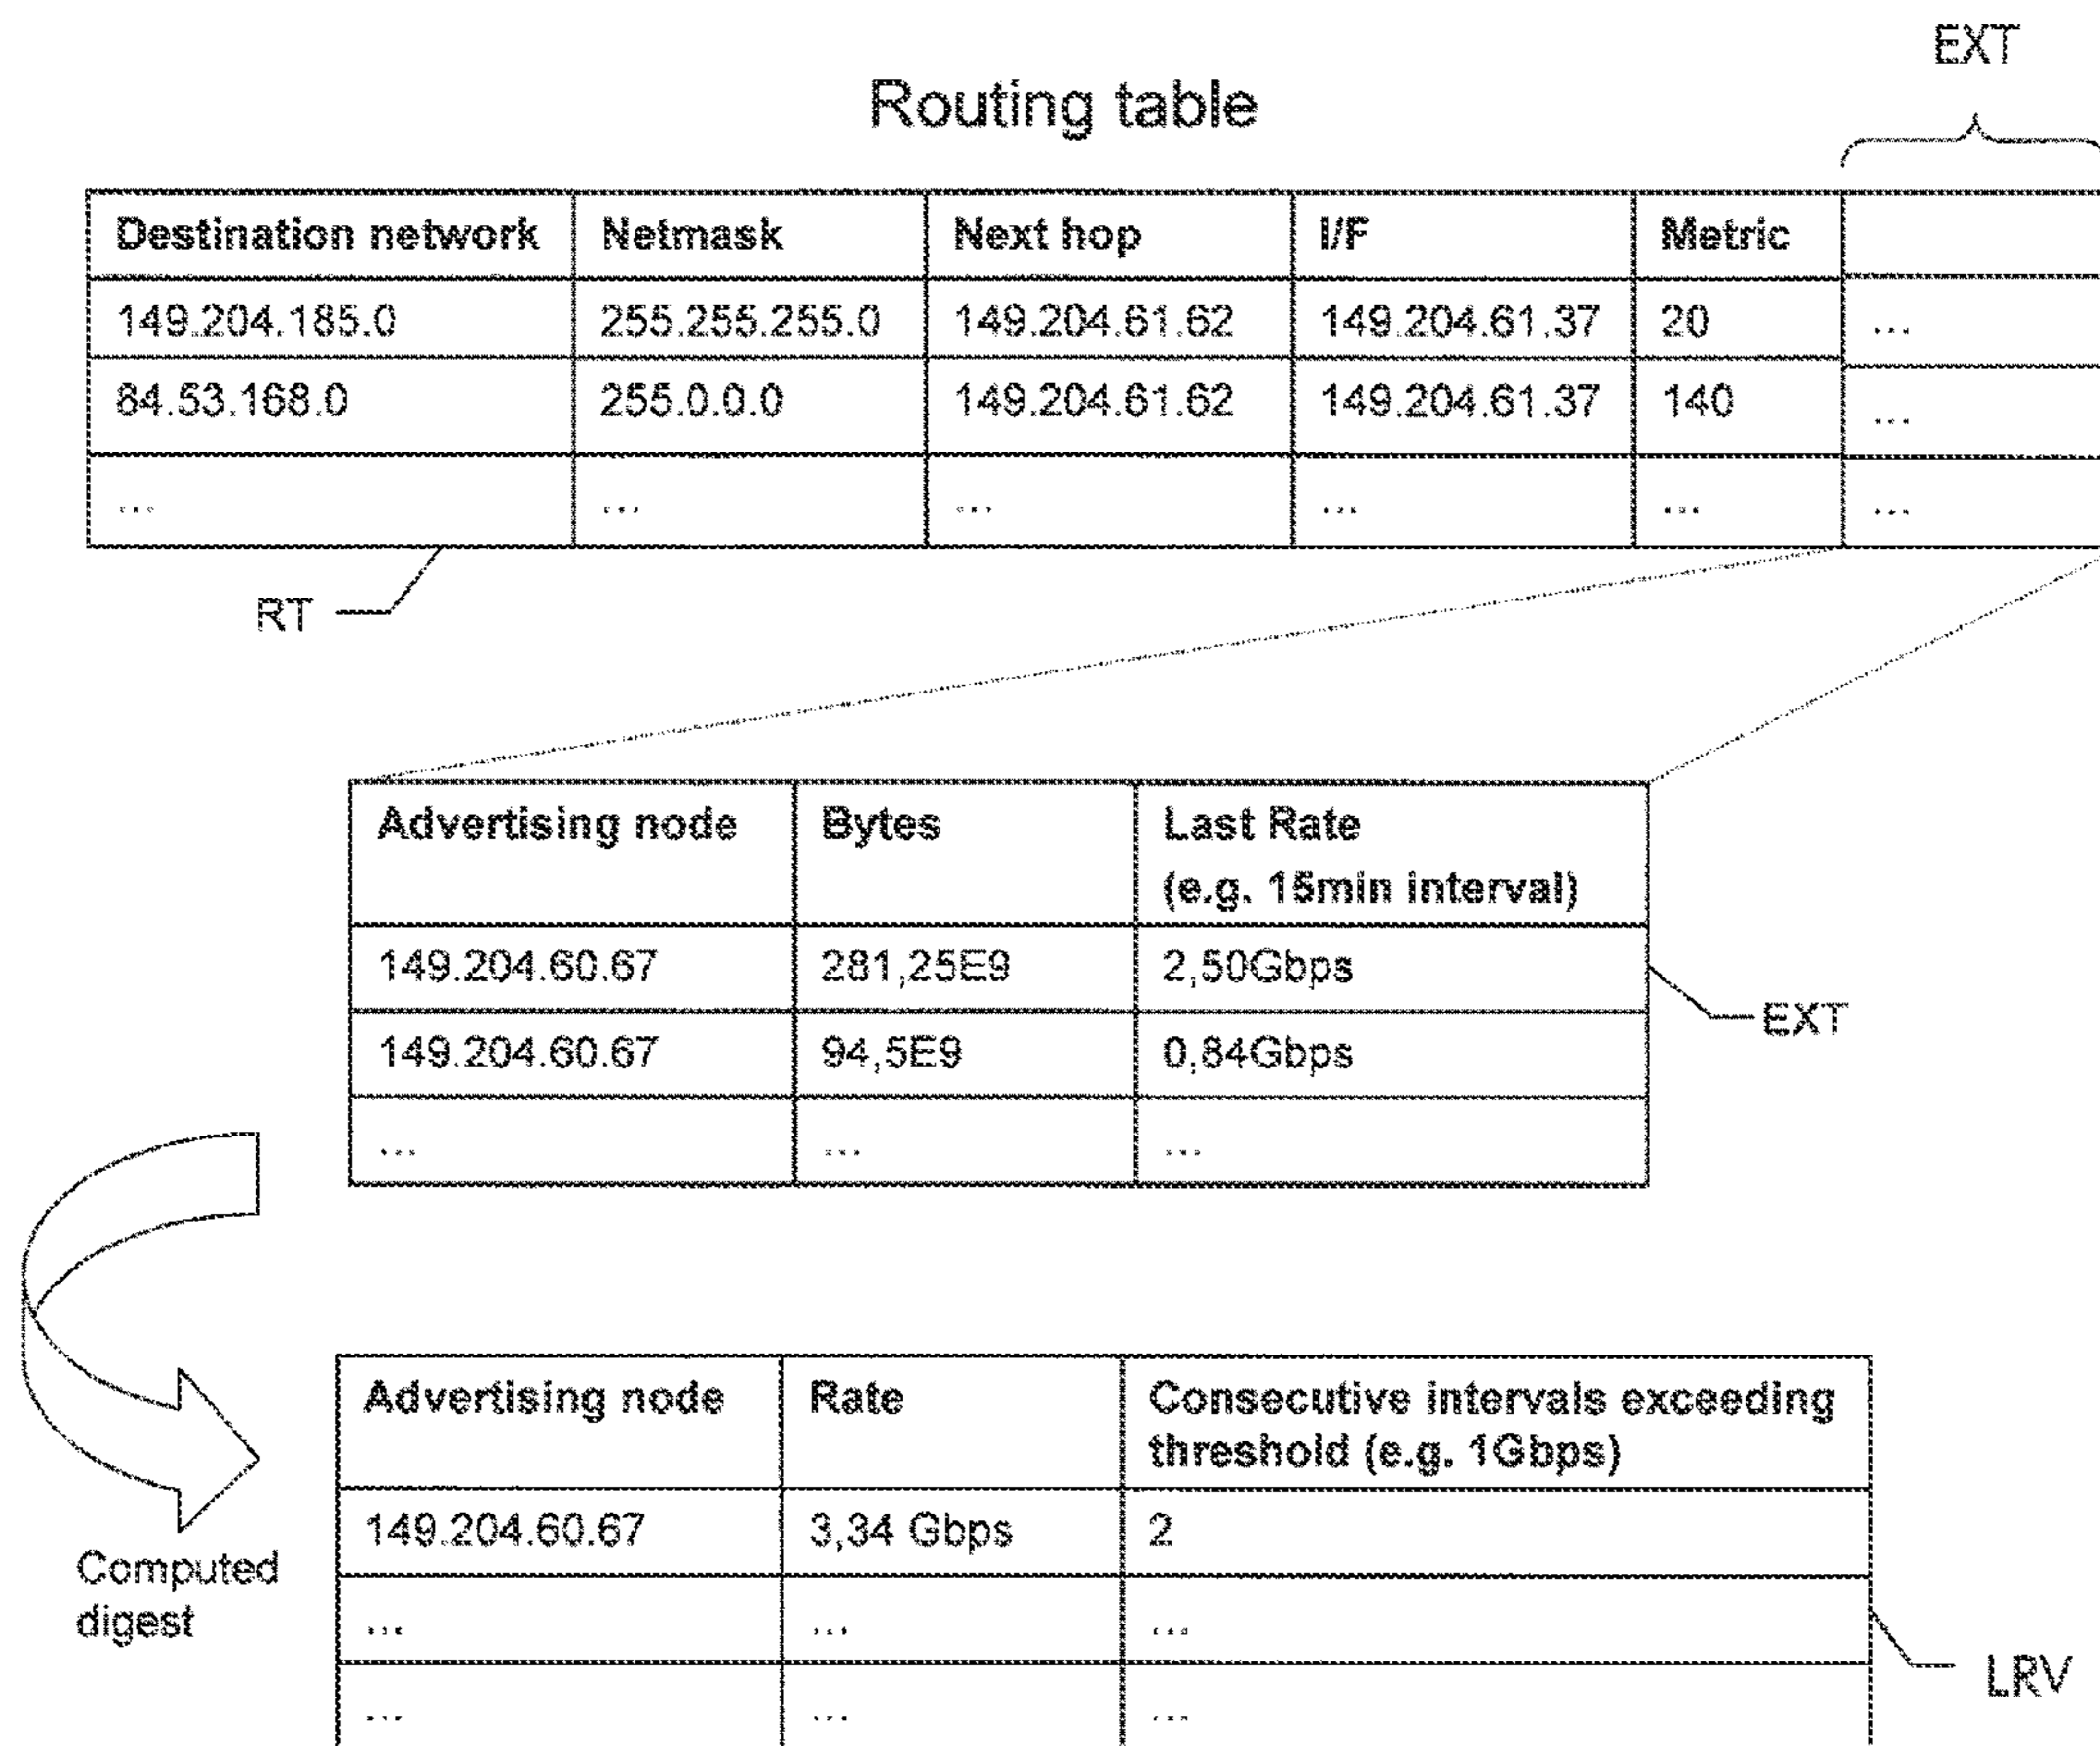 EXT
Routing table
Destination network Netmask Next hop I/F Metric
149.204.185.0 255.255.255.0 149.204.61.62 149.204.61.37 20 ...
84.53.168.0 255.0.0.0 149.204.61.62 149.204.61.37 140 ...
... ... ... ... ... ...
RT
Advertising node Bytes Last Rate
(e.g. 15min interval)
149.204.60.67 281,25E9 2,50Gbps
EXT
149.204.60.67 94,5E9 0,84Gbps
... ... ...
Advertising node Rate Consecutive intervals exceeding
threshold (e.g. 1Gbps)
149.204.60.67 3,34 Gbps 2
Computed
digest
... ... ...
LRV
... ... ...